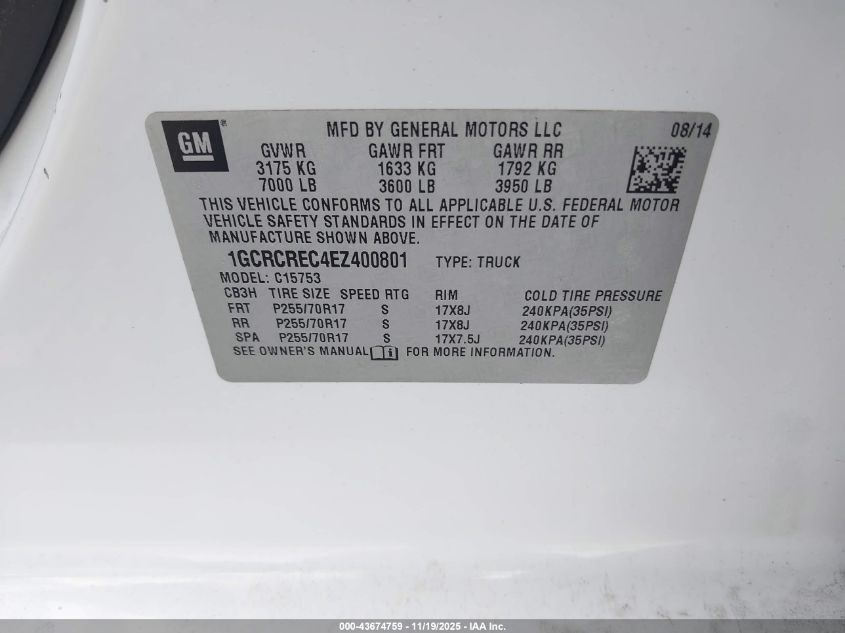 GM ®
MFD BY GENERAL MOTORS LLC 08/14
GVWR GAWR FRT GAWR RR
3175 KG 1633 KG 1792 KG
7000 LB 3600 LB 3950 LB
THIS VEHICLE CONFORMS TO ALL APPLICABLE U.S. FEDERAL MOTOR
VEHICLE SAFETY STANDARDS IN EFFECT ON THE DATE OF
MANUFACTURE SHOWN ABOVE.
1GCRCREC4EZ400801 TYPE: TRUCK
MODEL: C15753
CB3H TIRE SIZE SPEED RTG RIM COLD TIRE PRESSURE
FRT P255/70R17 S 17X8J 240KPA(35PSI)
RR P255/70R17 S 17X8J 240KPA(35PSI)
SPA P255/70R17 S 17X7.5J 240KPA(35PSI)
SEE OWNER'S MANUAL i FOR MORE INFORMATION.
000-43674759 - 11/19/2025 - IAA Inc.